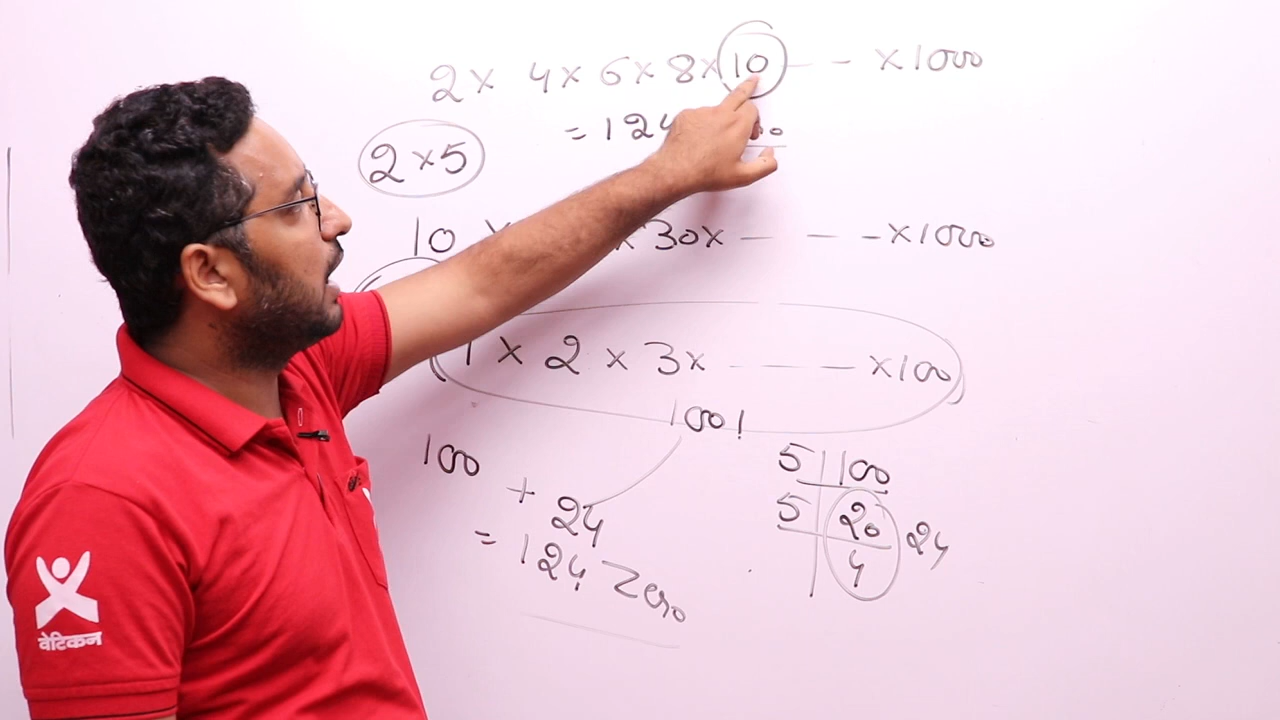 2 × 4 × 6 × 8 × 10 – – × 1000
= 124
2 × 5
10 × × 30 × – – – × 1000
1 × 2 × 3 × – – – × 100
100!
100
+ 24
= 124 Zero
5 | 100
5 | 20
4
24
वेटिकन